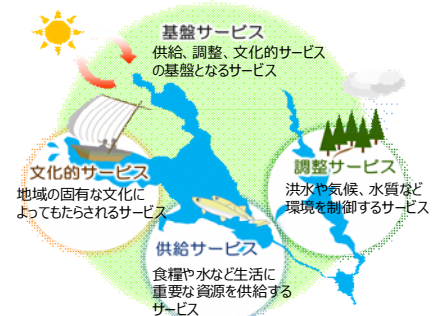 基盤サービス
供給、調整、文化的サービス
の基盤となるサービス
文化的サービス
地域の固有な文化に
よってもたらされるサービス
調整サービス
洪水や気候、水質など
環境を制御するサービス
供給サービス
食糧や水など生活に
重要な資源を供給する
サービス